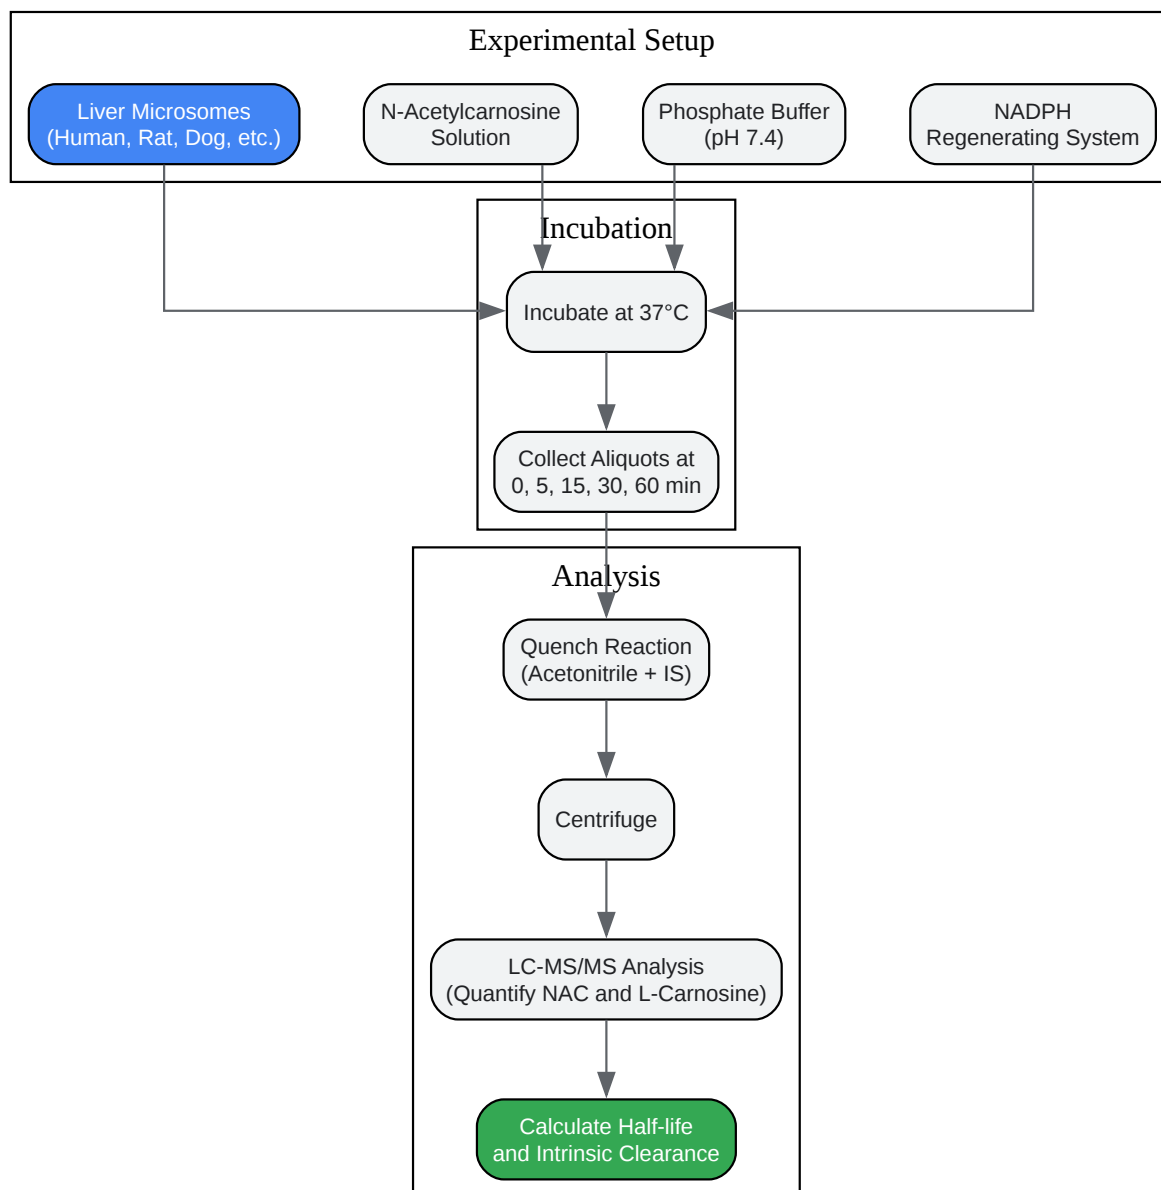 Experimental Setup
Liver Microsomes
(Human, Rat, Dog, etc.)
N-Acetylcarnosine
Solution
Phosphate Buffer
(pH 7.4)
NADPH
Regenerating System
Incubation
Incubate at 37°C
Collect Aliquots at
0, 5, 15, 30, 60 min
Analysis
Quench Reaction
(Acetonitrile + IS)
Centrifuge
LC-MS/MS Analysis
(Quantify NAC and L-Carnosine)
Calculate Half-life
and Intrinsic Clearance